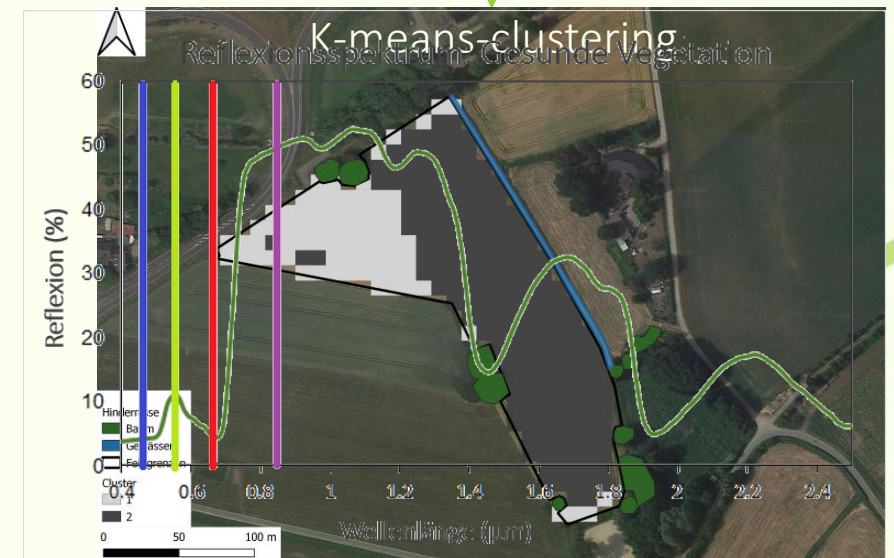 K-means-clustering
Reflexionsspektrum: Gesunde Vegetation
60
50
40
30
20
10
0
Reflexion (%)
0.4 0.6 0.8 1 1.2 1.4 1.6 1.8 2 2.2 2.4
Wellenlänge (µm)
Hindernisse
Baum
Gewässer
Feldgrenzen
Cluster
1
2
0 50 100 m